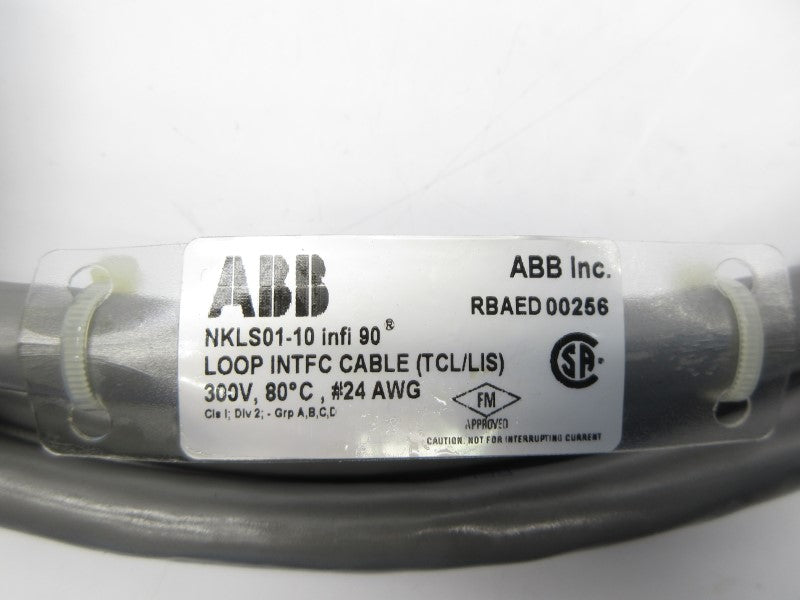 ABB
ABB Inc.
RBAED 00256
NKLS01-10 infi 90®
LOOP INTFC CABLE (TCL/LIS)
300V, 80°C , #24 AWG
Cls I; Div 2; - Grp A,B,C,D
SA
FM
APPROVED
CAUTION. NOT FOR INTERRUPTING CURRENT